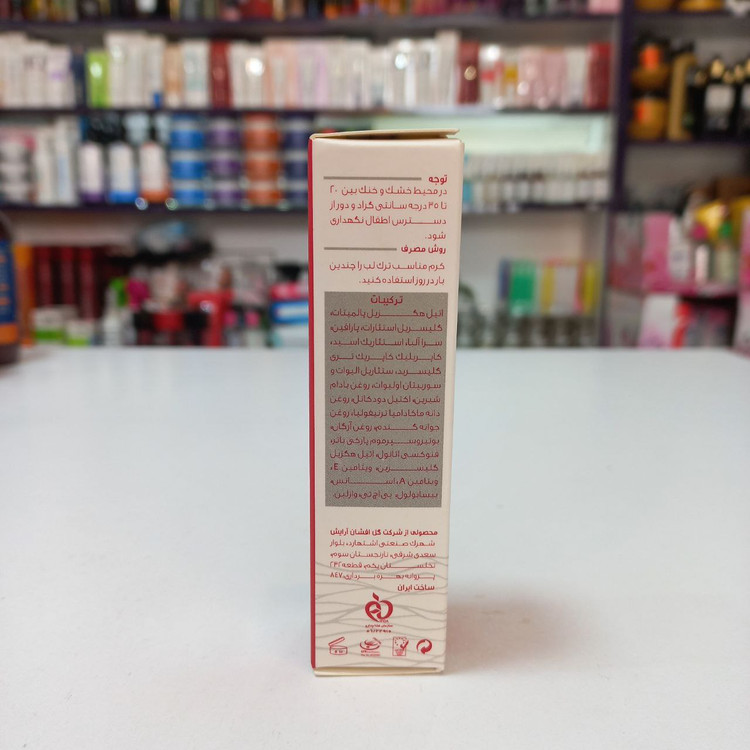 توجه
در محیط خشک و خنک بین ۲۰
تا ۳۵ درجه سانتی گراد و دور از
دسترس اطفال نگهداری
شود.
روش مصرف
کرم مناسب ترک لب را چندین
بار در روز استفاده کنید.
ترکیبات
اتیل هگزیل پالمیتات،
گلیسریل استئارات، پارافین،
سرا آلبا، استئاریک اسید،
کاپریلیک کاپریک تری
گلیسرید، ستئاریل الیوات و
سوربیتان اولیوات، روغن بادام
شیرین، اکتیل دودکانل، روغن
دانه ماکادامیا ترنیفولیا، روغن
جوانه گندم، روغن آرگان،
بوتیروسپرموم پارکی باتر،
فنوکسی اتانول، اتیل هگزیل
گلیسرین، ویتامین E،
ویتامین A، اسانس،
بیسابولول، بی اچ تی، وازلین
محصولی از شرکت گل افشان آرایش
شهرک صنعتی اشتهارد، بلوار
سعدی شرقی، نارنجستان سوم،
نخلستان یکم، قطعه ۲۳۲
پروانه بهره برداری: ۸۴۷
ساخت ایران